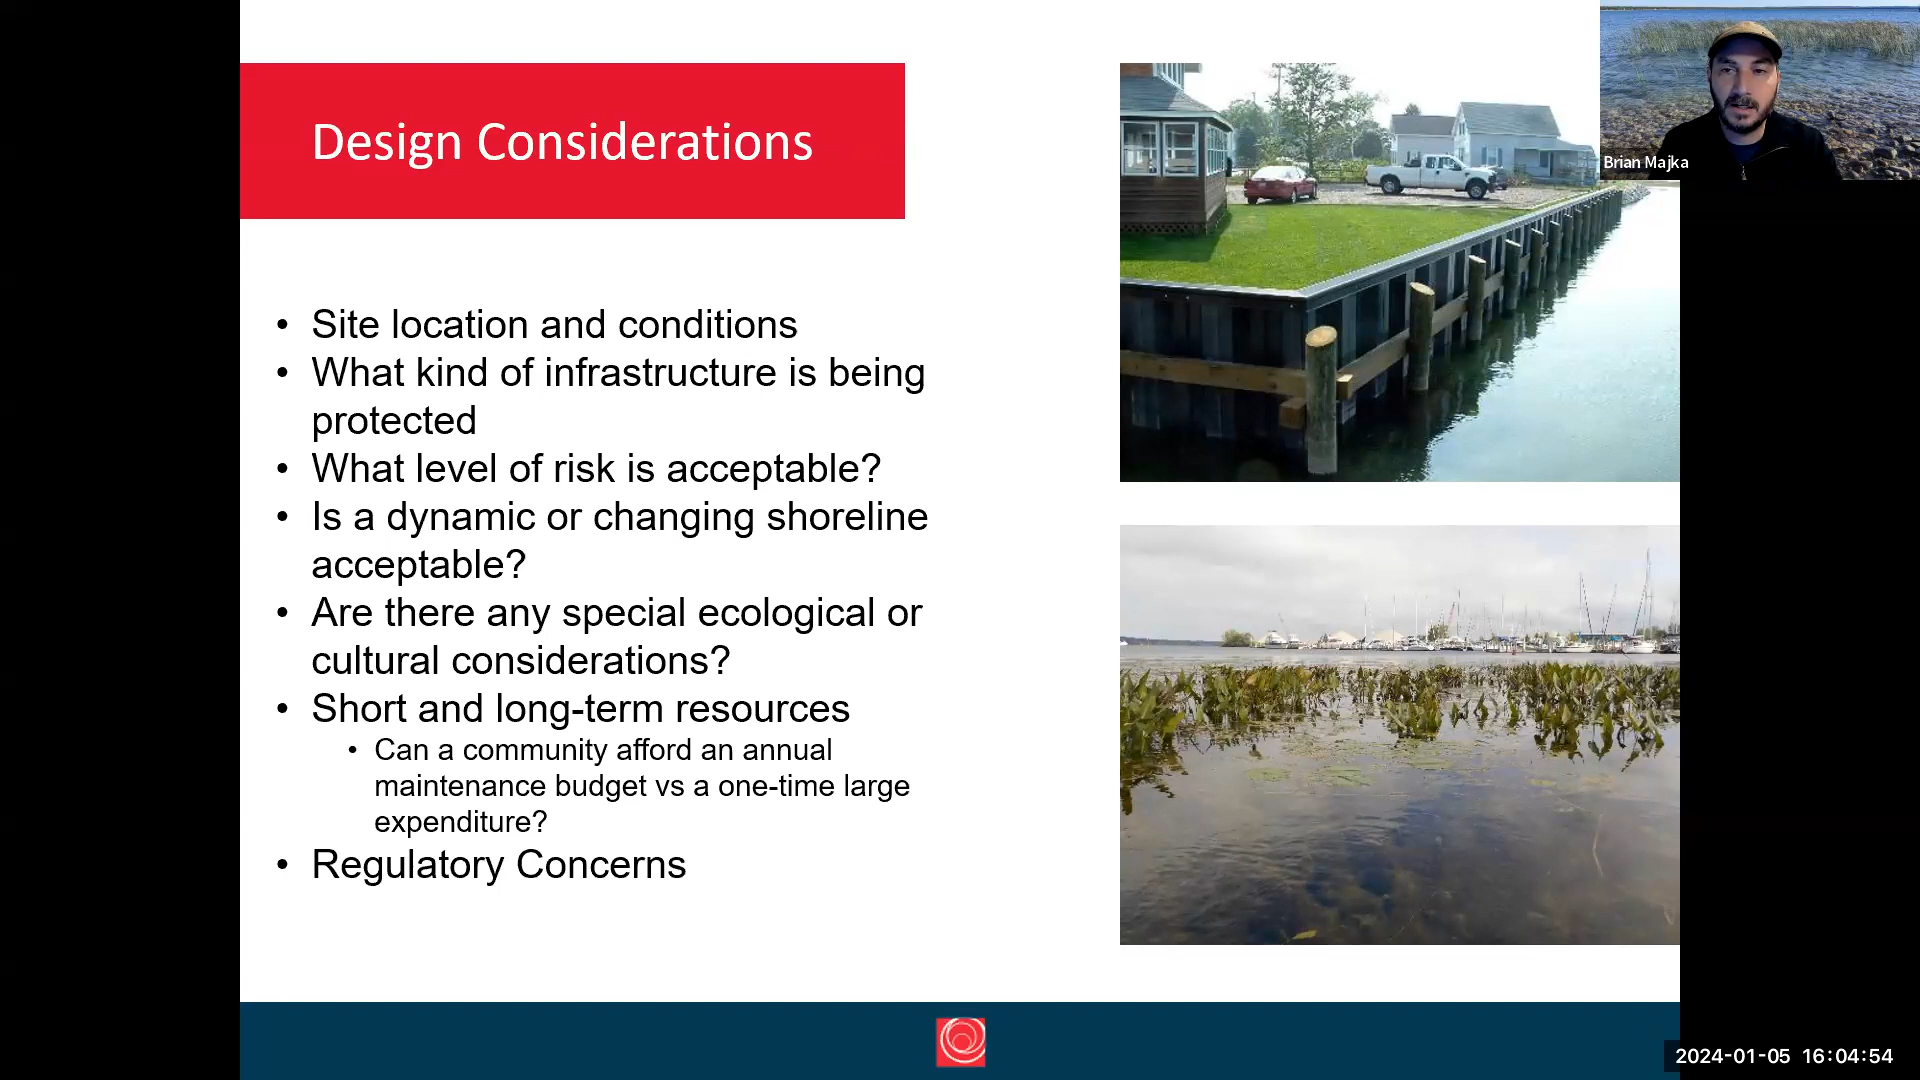 Design Considerations
Brian Majka
• Site location and conditions
• What kind of infrastructure is being
protected
• What level of risk is acceptable?
• Is a dynamic or changing shoreline
acceptable?
• Are there any special ecological or
cultural considerations?
• Short and long-term resources
• Can a community afford an annual
maintenance budget vs a one-time large
expenditure?
• Regulatory Concerns
2024-01-05 16:04:54